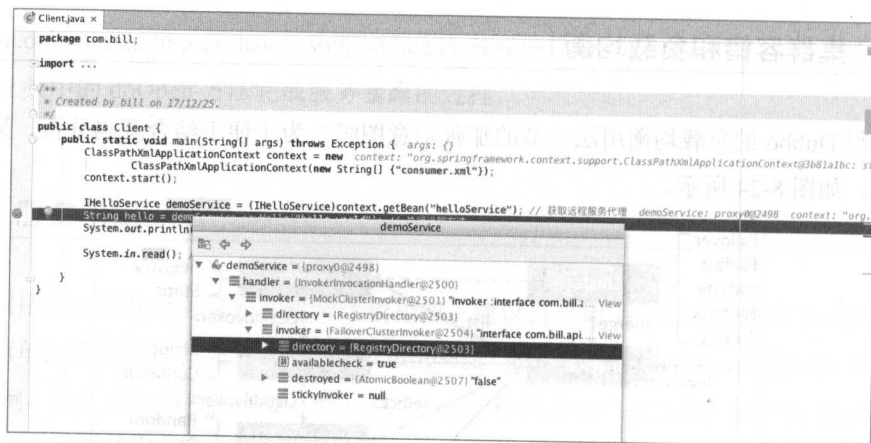 Client.java ×
package com.bill;
import ...
/**
* Created by bill on 17/12/25.
*/
public class Client {
public static void main(String[] args) throws Exception { args: {}
ClassPathXmlApplicationContext context = new context: "org.springframework.context.support.ClassPathXmlApplicationContext@3b81a1bc: st
ClassPathXmlApplicationContext(new String[] {"consumer.xml"});
context.start();
IHelloService demoService = (IHelloService)context.getBean("helloService"); // 获取远程服务代理 demoService: proxy0@2498 context: "org.
String hello =
System.out.println(
demoService
System.in.read(); /
demoService = {proxy0@2498}
handler = {InvokerInvocationHandler@2500}
invoker = {MockClusterInvoker@2501} "invoker :interface com.bill.a... View
directory = {RegistryDirectory@2503}
invoker = {FailoverClusterInvoker@2504} "interface com.bill.api.... View
directory = {RegistryDirectory@2503}
availablecheck = true
destroyed = {AtomicBoolean@2507} "false"
stickyInvoker = null
}
}